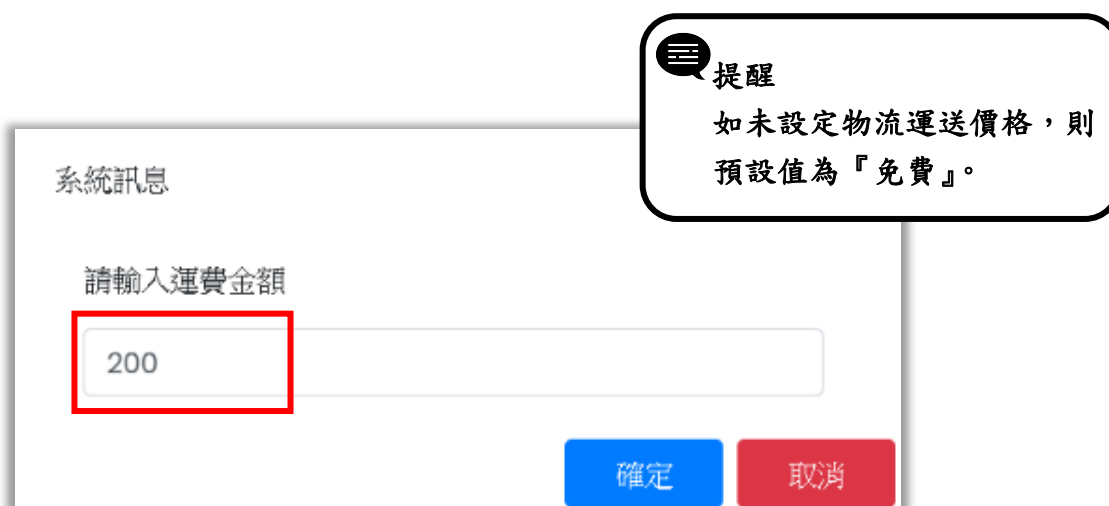 提醒
如未設定物流運送價格，則
預設值為『免費』。
系統訊息
請輸入運費金額
200
確定
取消